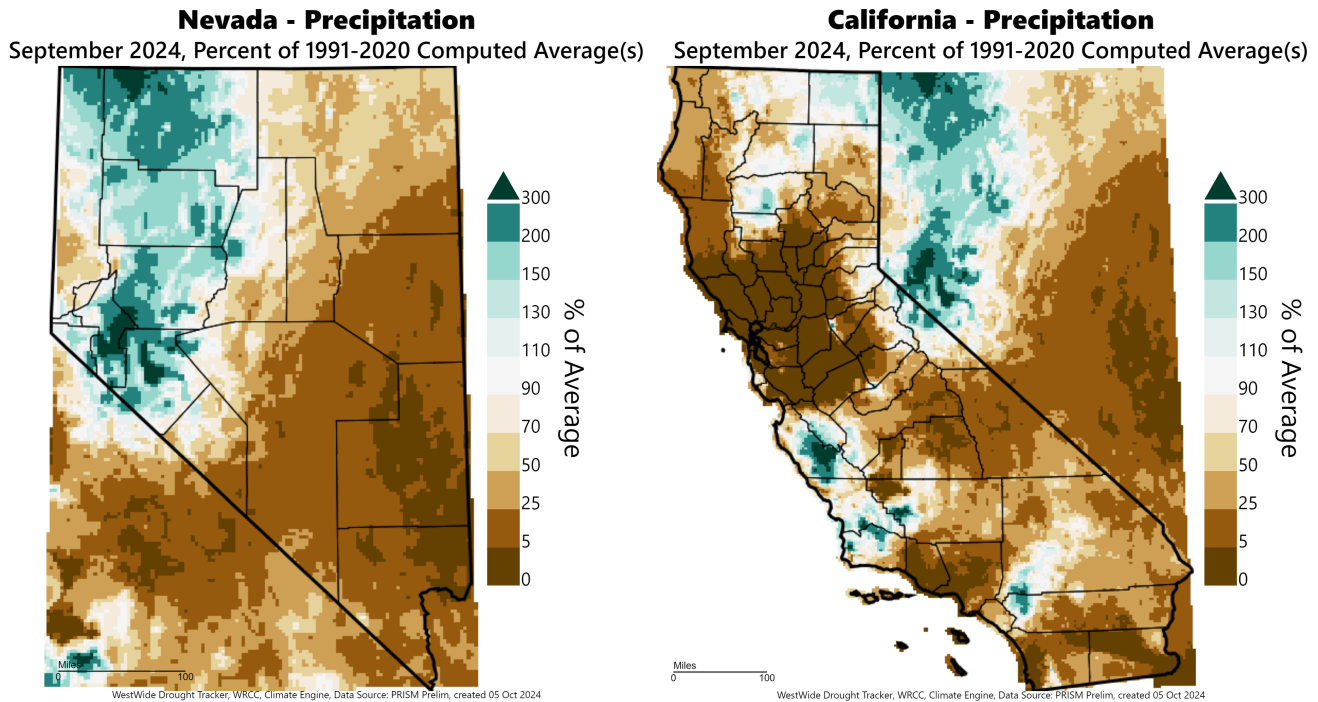 Nevada - Precipitation
September 2024, Percent of 1991-2020 Computed Average(s)
300
200
150
130
110
90
70
50
25
5
0
% of Average
Miles
0 100
WestWide Drought Tracker, WRCC, Climate Engine, Data Source: PRISM Prelim, created 05 Oct 2024
California - Precipitation
September 2024, Percent of 1991-2020 Computed Average(s)
300
200
150
130
110
90
70
50
25
5
0
% of Average
Miles
0 100
WestWide Drought Tracker, WRCC, Climate Engine, Data Source: PRISM Prelim, created 05 Oct 2024